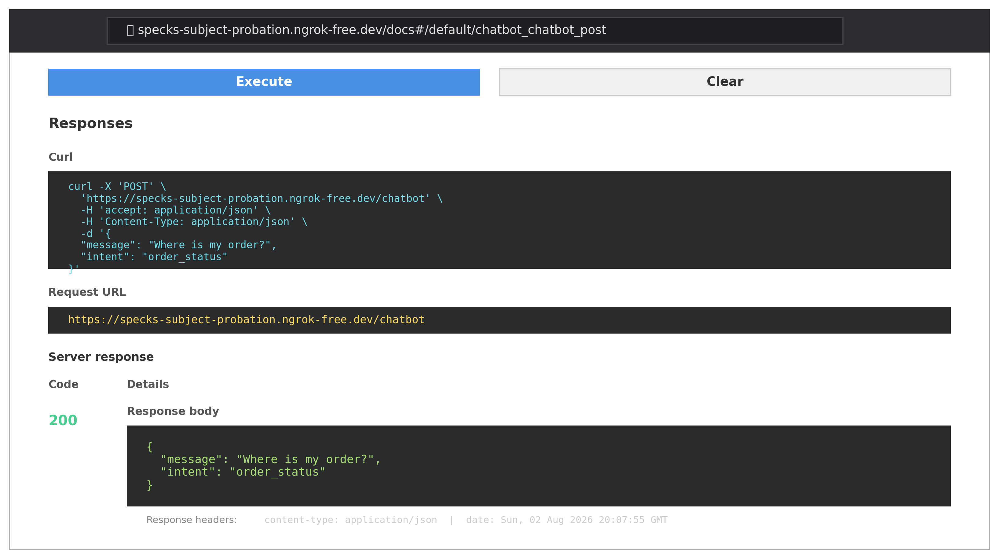 specks-subject-probation.ngrok-free.dev/docs#/default/chatbot_chatbot_post
Execute Clear
Responses
Curl
curl -X 'POST' \
  'https://specks-subject-probation.ngrok-free.dev/chatbot' \
  -H 'accept: application/json' \
  -H 'Content-Type: application/json' \
  -d '{
  "message": "Where is my order?",
  "intent": "order_status"
}'
Request URL
https://specks-subject-probation.ngrok-free.dev/chatbot
Server response
Code Details
Response body
200
{
  "message": "Where is my order?",
  "intent": "order_status"
}
Response headers: content-type: application/json | date: Sun, 02 Aug 2026 20:07:55 GMT